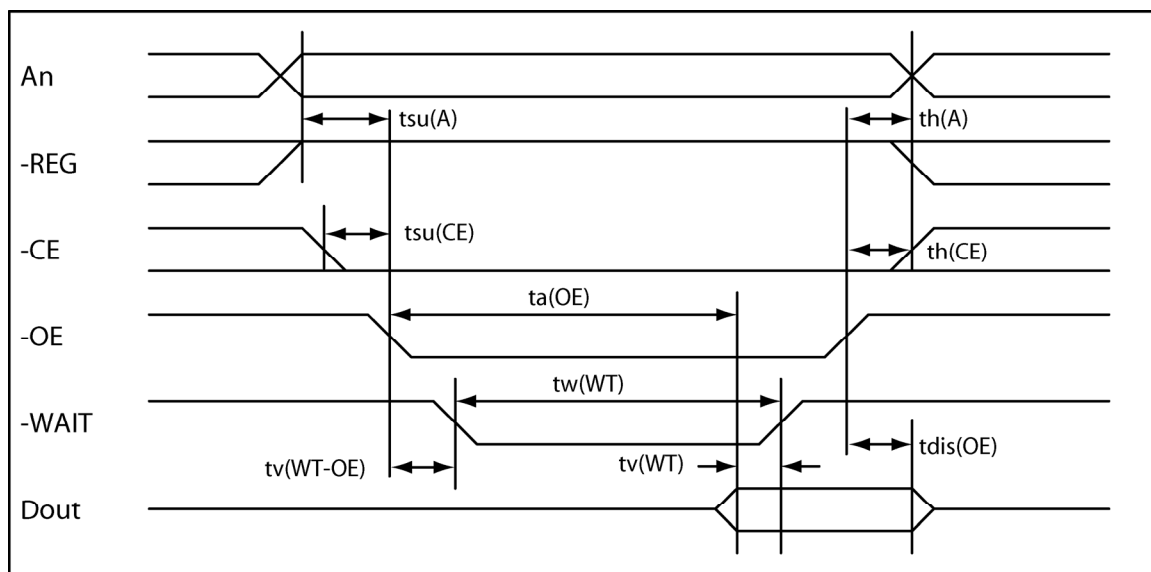 An
tsu(A)
th(A)
-REG
-CE
tsu(CE)
th(CE)
ta(OE)
-OE
tw(WT)
-WAIT
tv(WT-OE)
tv(WT)
tdis(OE)
Dout